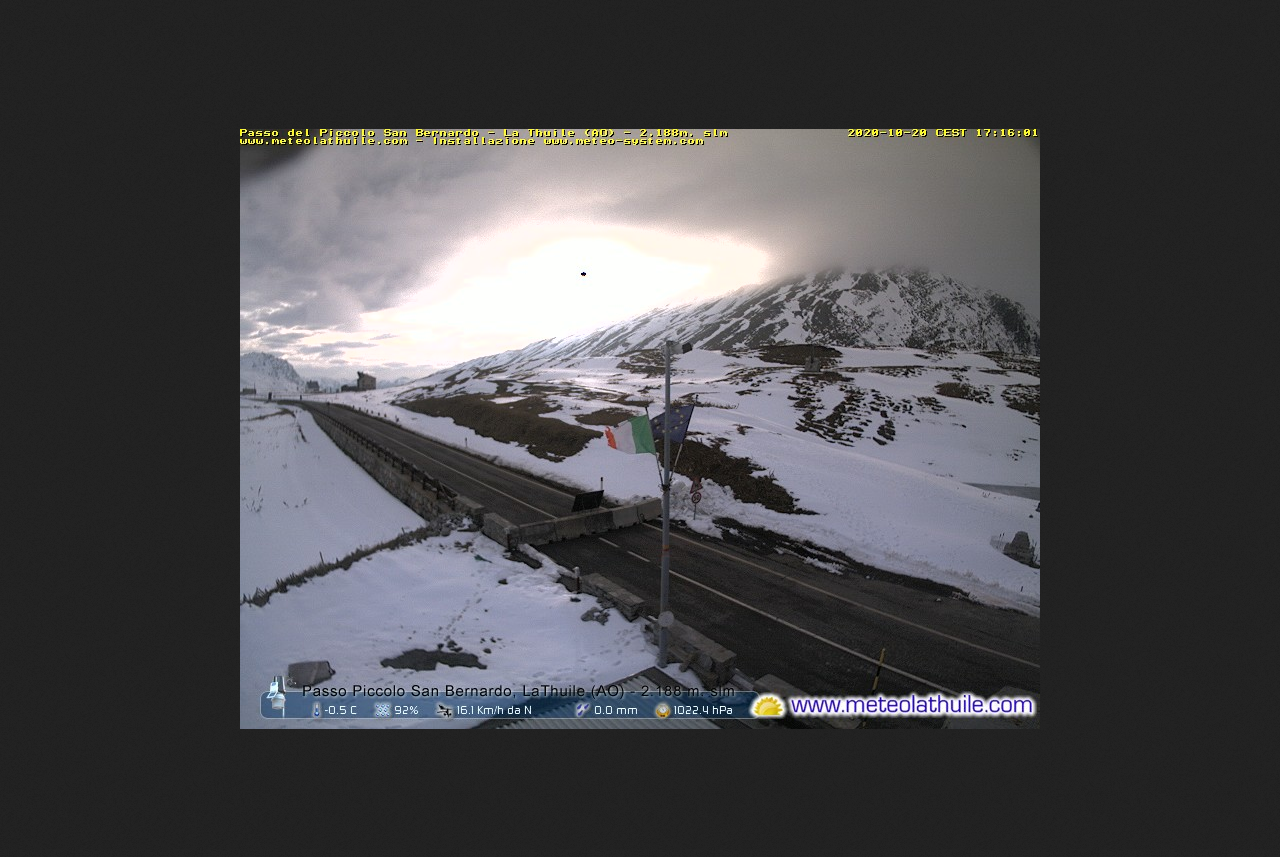 Passo del Piccolo San Bernardo - La Thuile (AO) - 2.188m. slm
2020-10-20 CEST 17:16:01
www.meteolathuile.com - Installazione www.meteo-system.com
Passo Piccolo San Bernardo, LaThuile (AO) - 2.188 m. slm
-0.5 C 92% 16.1 Km/h da N 0.0 mm 1022.4 hPa
www.meteolathuile.com